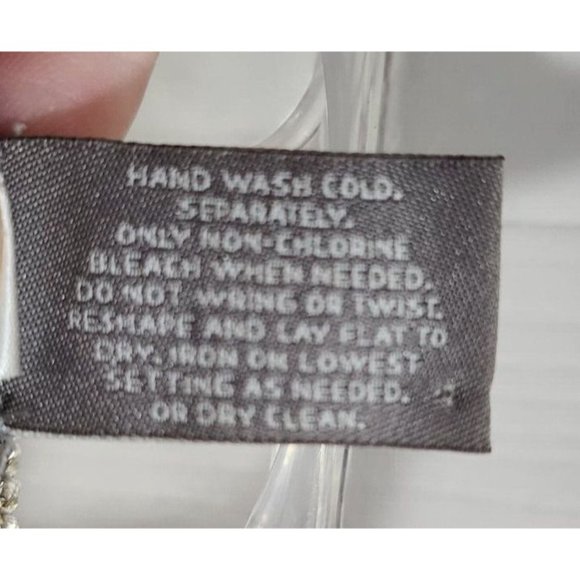 HAND WASH COLD.
SEPARATELY.
ONLY NON-CHLORINE
BLEACH WHEN NEEDED.
DO NOT WRING OR TWIST.
RESHAPE AND LAY FLAT TO
DRY. IRON ON LOWEST
SETTING AS NEEDED.
OR DRY CLEAN.